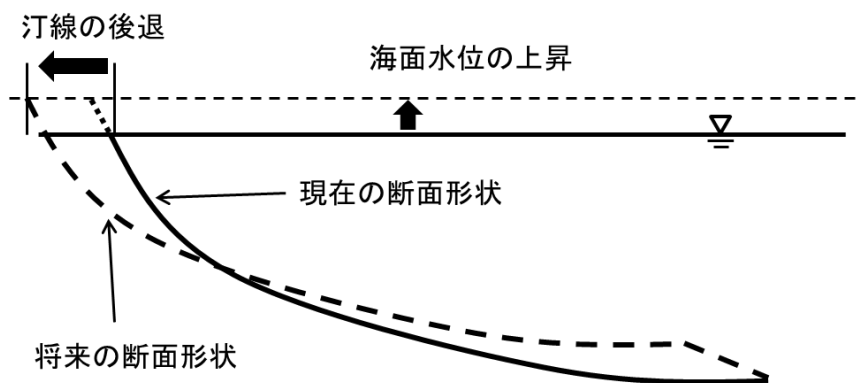 汀線の後退
海面水位の上昇
現在の断面形状
将来の断面形状